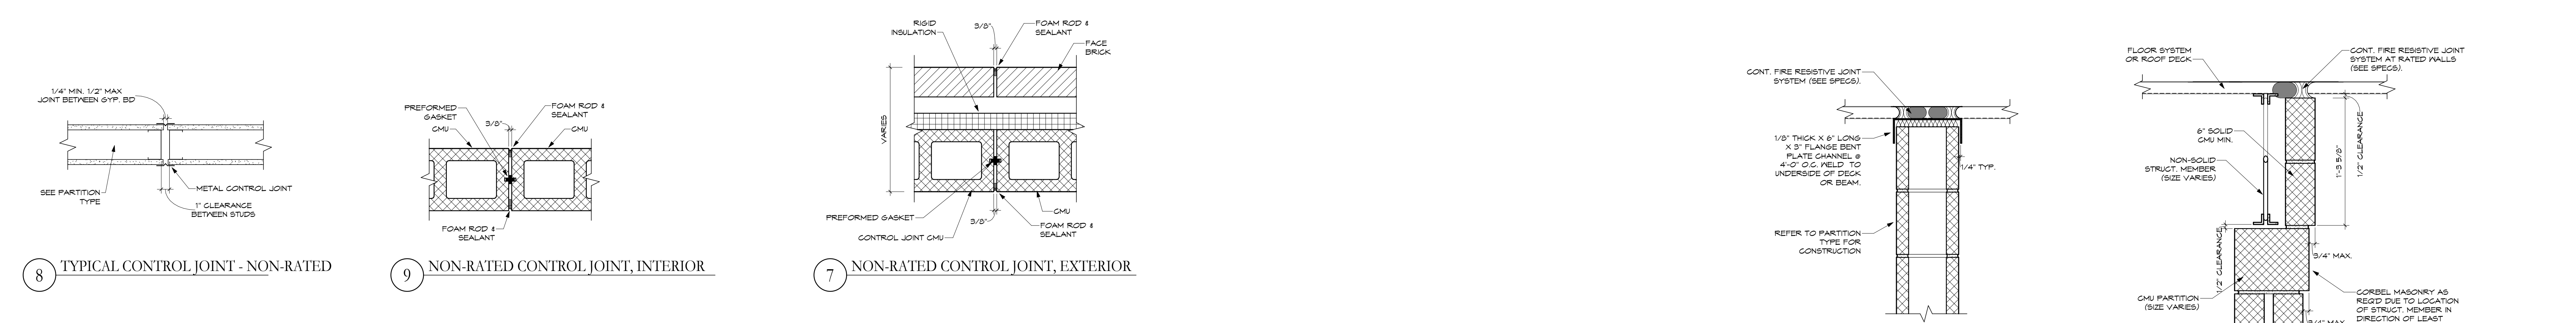 1/4" MIN. 1/2" MAX
JOINT BETWEEN GYP. BD
SEE PARTITION
TYPE
METAL CONTROL JOINT
1" CLEARANCE
BETWEEN STUDS
8
TYPICAL CONTROL JOINT - NON-RATED
PREFORMED
GASKET
CMU
3/8"
FOAM ROD &
SEALANT
CMU
FOAM ROD &
SEALANT
9
NON-RATED CONTROL JOINT, INTERIOR
RIGID
INSULATION
3/8"
FOAM ROD &
SEALANT
FACE
BRICK
VARIES
PREFORMED GASKET
CONTROL JOINT CMU
3/8"
CMU
FOAM ROD &
SEALANT
7
NON-RATED CONTROL JOINT, EXTERIOR
CONT. FIRE RESISTIVE JOINT
SYSTEM (SEE SPECS).
1/8" THICK X 6" LONG
X 3" FLANGE BENT
PLATE CHANNEL @
4'-0" O.C. WELD TO
UNDERSIDE OF DECK
OR BEAM.
1/4" TYP.
REFER TO PARTITION
TYPE FOR
CONSTRUCTION
FLOOR SYSTEM
OR ROOF DECK
CONT. FIRE RESISTIVE JOINT
SYSTEM AT RATED WALLS
(SEE SPECS).
6" SOLID
CMU MIN.
NON-SOLID
STRUCT. MEMBER
(SIZE VARIES)
1'-3 5/8"
1/2" CLEARANCE
1/2" CLEARANCE
3/4" MAX.
CMU PARTITION
(SIZE VARIES)
CORBEL MASONRY AS
REQ'D DUE TO LOCATION
OF STRUCT. MEMBER IN
DIRECTION OF LEAST
3/4" MAX.